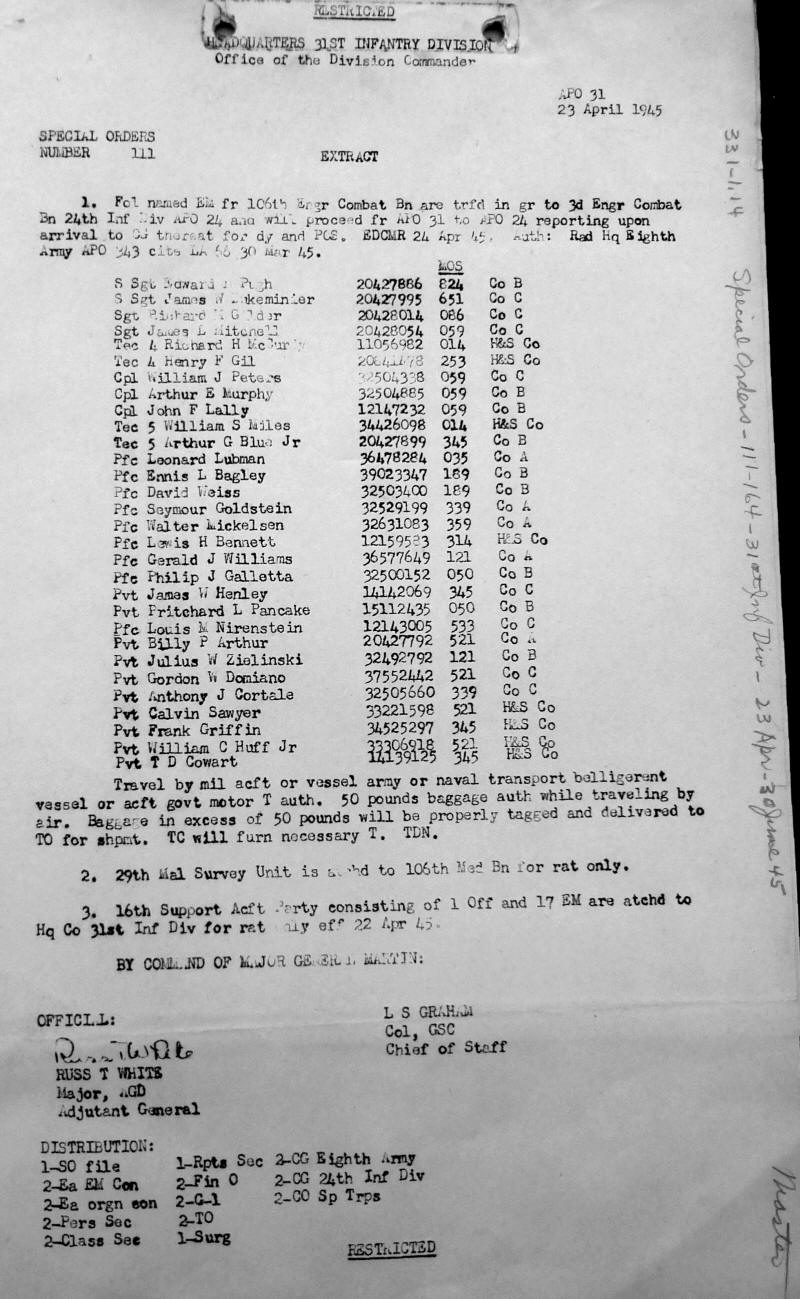 RESTRICTED
HEADQUARTERS 31ST INFANTRY DIVISION
Office of the Division Commander
APO 31
23 April 1945
SPECIAL ORDERS
NUMBER 111
EXTRACT
1. Fol named EM fr 106th Engr Combat Bn are trfd in gr to 3d Engr Combat
Bn 24th Inf Div APO 24 and will proceed fr APO 31 to APO 24 reporting upon
arrival to CG thereat for dy and PCS. EDCMR 24 Apr 45. Auth: Rad Hq Eighth
Army APO 343 cite 30 Mar 45.
MOS
S Sgt Edward Pugh 20427886 824 Co B
S Sgt James W 20427995 651 Co C
Sgt Richard 20428014 086 Co C
Sgt James L Mitchell 20428054 059 Co C
Tec 4 Richard H 11056982 014 H&S Co
Tec 4 Henry F Gil 253 H&S Co
Cpl William J Peters 32504338 059 Co C
Cpl Arthur E Murphy 32504885 059 Co B
Cpl John F Lally 12147232 059 Co B
Tec 5 William S Miles 34426098 014 H&S Co
Tec 5 Arthur G Blue Jr 20427899 345 Co B
Pfc Leonard Lubman 36478284 035 Co A
Pfc Ennis L Bagley 39023347 189 Co B
Pfc David Weiss 32503400 189 Co B
Pfc Seymour Goldstein 32529199 339 Co A
Pfc Walter Mickelsen 32631083 359 Co A
Pfc Lewis H Bennett 12159533 314 H&S Co
Pfc Gerald J Williams 36577649 121 Co A
Pfc Philip J Galletta 32500152 050 Co B
Pvt James W Henley 14142069 345 Co C
Pvt Pritchard L Pancake 15112435 050 Co B
Pfc Louis M Nirenstein 12143005 533 Co C
Pvt Billy P Arthur 20427792 521 Co A
Pvt Julius W Zielinski 32492792 121 Co B
Pvt Gordon W Domiano 37552442 521 Co C
Pvt Anthony J Cortale 32505660 339 Co C
Pvt Calvin Sawyer 33221598 521 H&S Co
Pvt Frank Griffin 34525297 345 H&S Co
Pvt William C Huff Jr 33306918 521 H&S Co
Pvt T D Cowart 14139125 345 H&S Co
Travel by mil acft or vessel army or naval transport belligerent
vessel or acft govt motor T auth. 50 pounds baggage auth while traveling by
air. Baggage in excess of 50 pounds will be properly tagged and delivered to
TO for shpmt. TC will furn necessary T. TDN.
2. 29th Mal Survey Unit is atchd to 106th Med Bn for rat only.
3. 16th Support Acft Party consisting of 1 Off and 17 EM are atchd to
Hq Co 31st Inf Div for rat only eff 22 Apr 45.
BY COMMAND OF MAJOR GENERAL MARTIN:
OFFICIAL:
L S GRAHAM
Col, GSC
Chief of Staff
RUSS T WHITE
Major, AGD
Adjutant General
DISTRIBUTION:
1-SO file 1-Rpts Sec 2-CG Eighth Army
2-Ea EM Con 2-Fin O 2-CG 24th Inf Div
2-Ea orgn con 2-G-1 2-CO Sp Trps
2-Pers Sec 2-TO
2-Class Sec 1-Surg
RESTRICTED
331-1.14
Special Orders-111-164-31st Inf Div-23 Apr-30 June 45